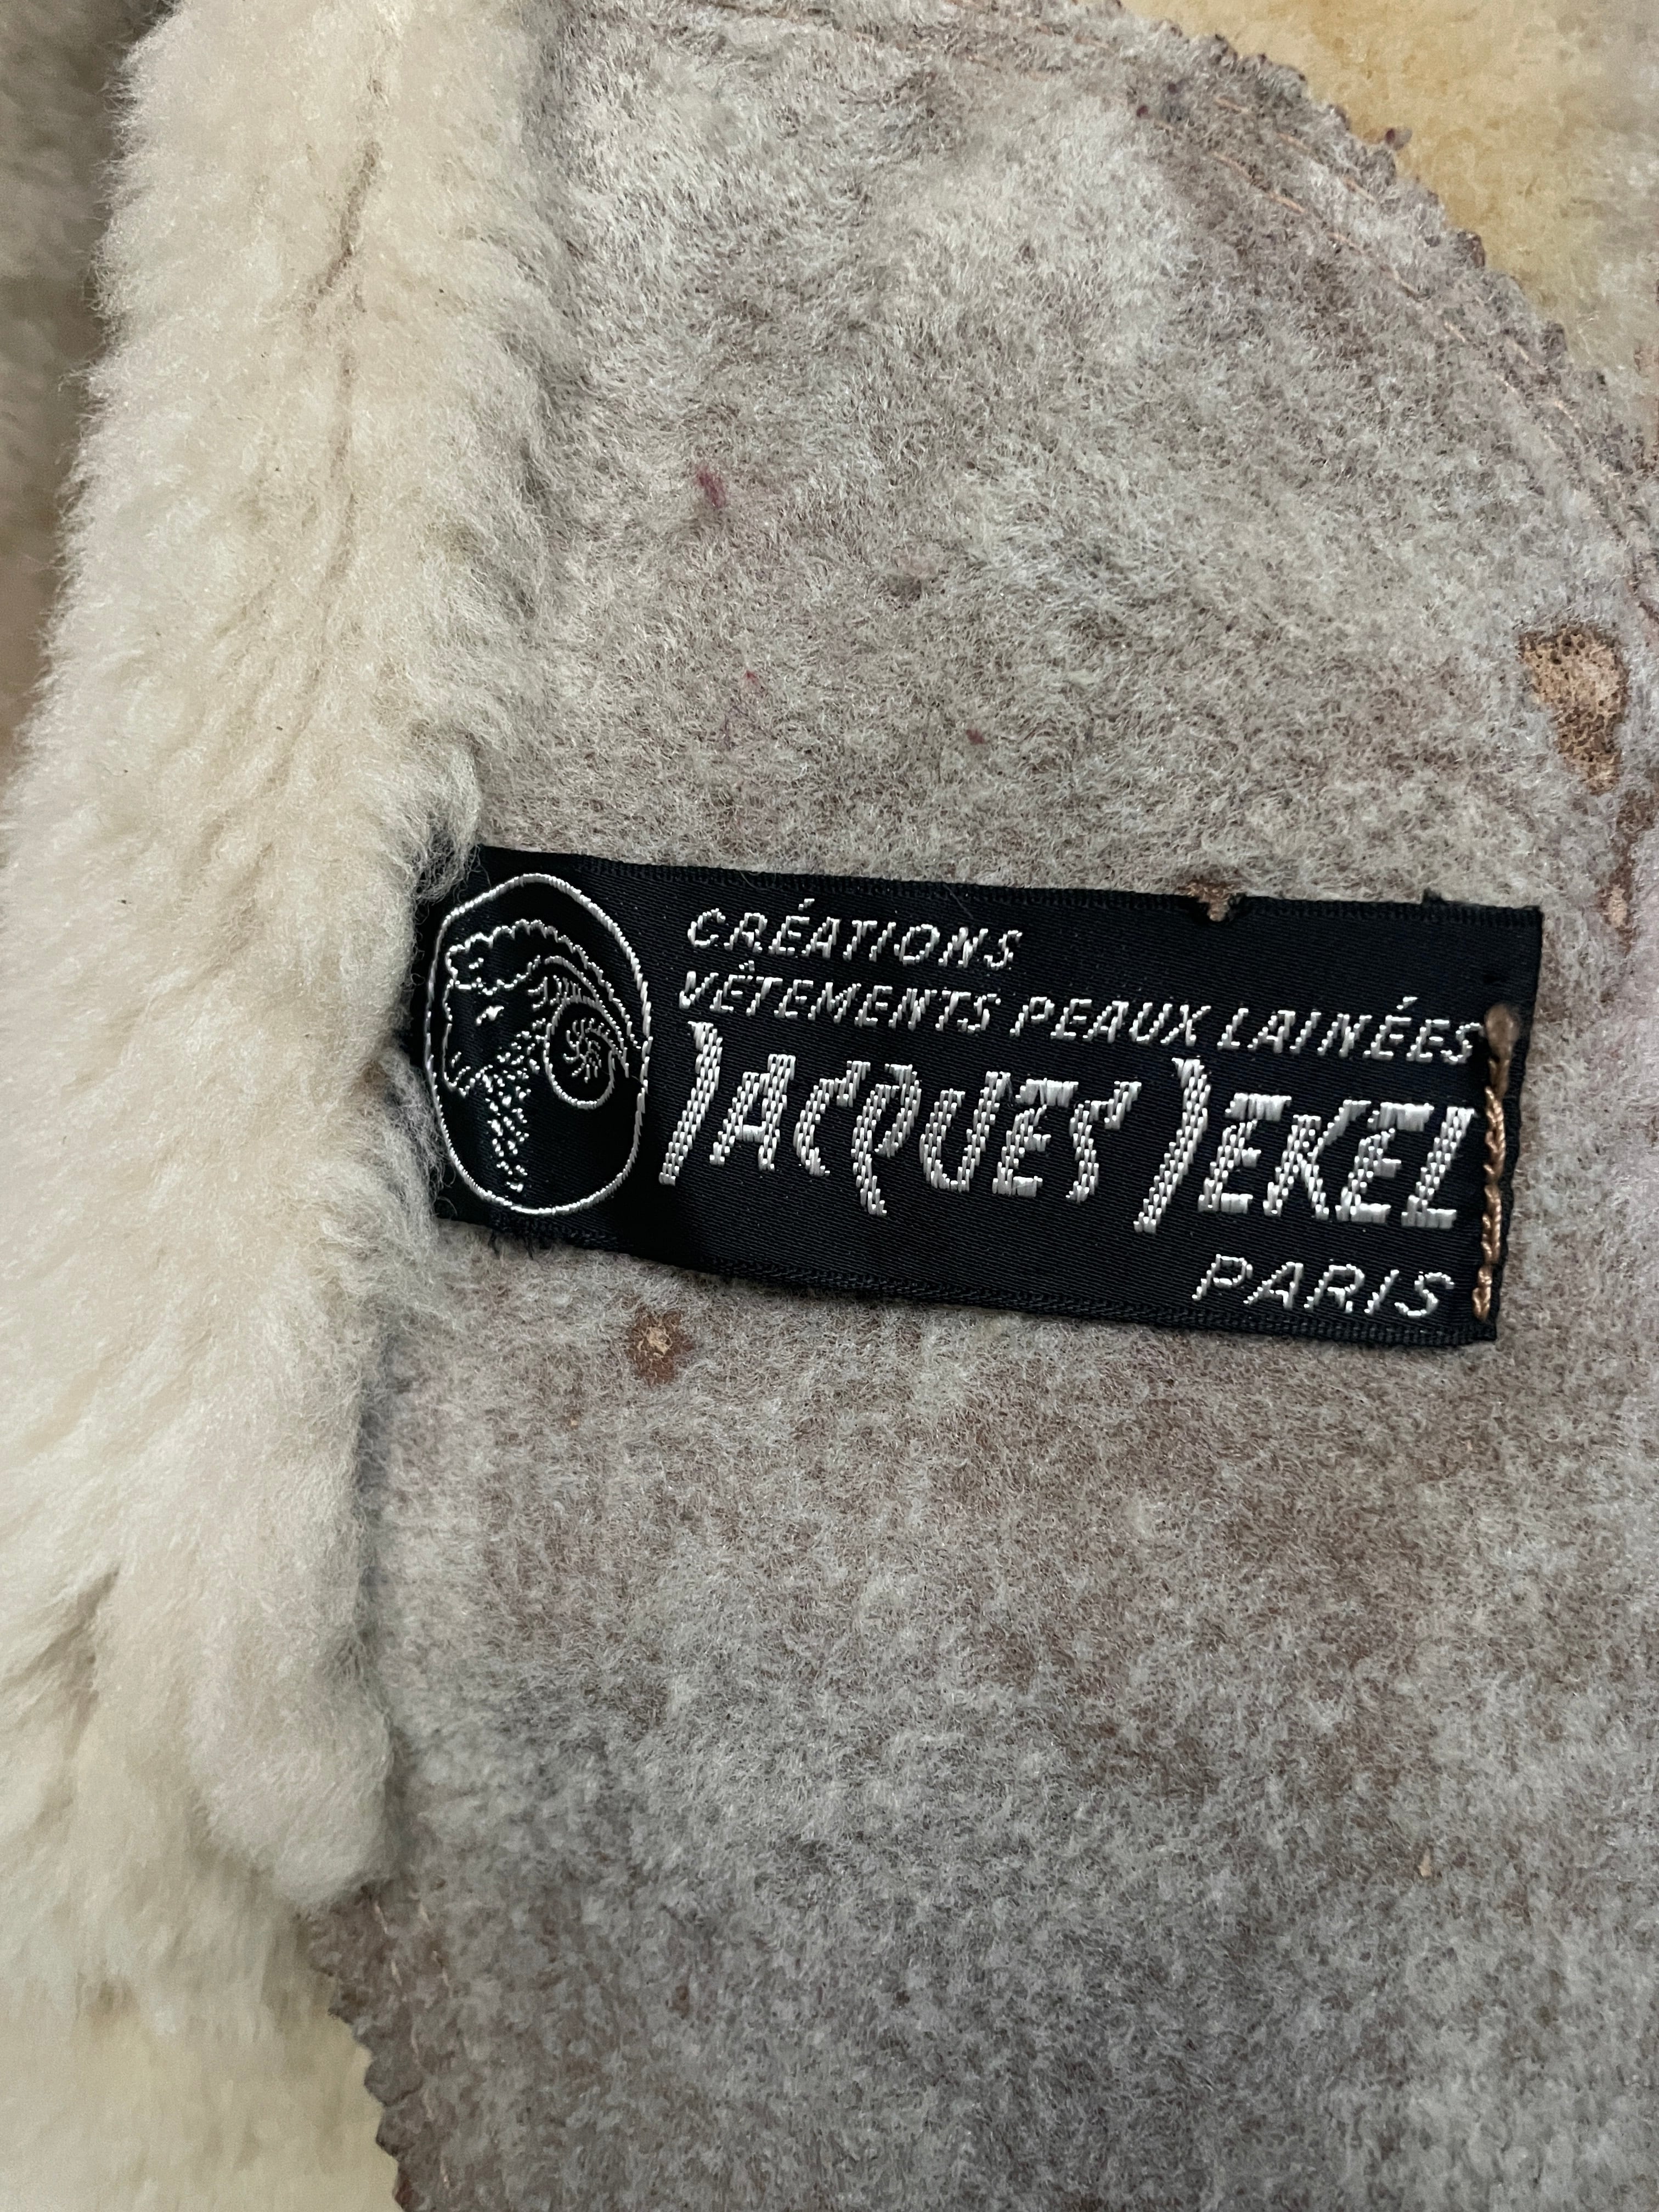 CRÉATIONS
VÊTEMENTS PEAUX LAINÉES
JACQUES JEKEL
PARIS